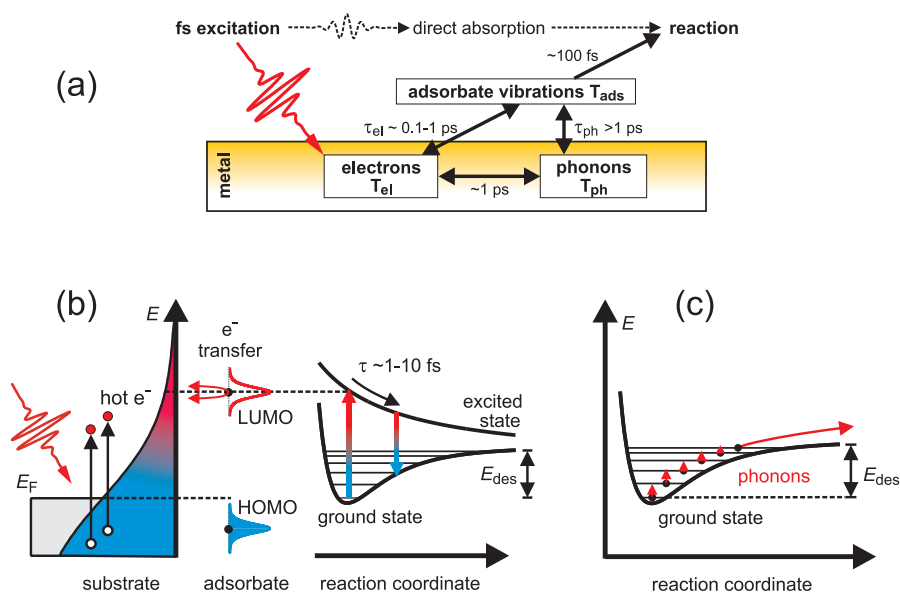 fs excitation direct absorption reaction
(a)
~100 fs
adsorbate vibrations Tads
τel ~ 0.1-1 ps τph >1 ps
metal
electrons
Tel
phonons
Tph
~1 ps
(b)
E
e–
transfer
hot e–
LUMO
EF
HOMO
substrate adsorbate
τ ~1-10 fs
excited
state
Edes
ground state
reaction coordinate
(c)
E
phonons
Edes
ground state
reaction coordinate